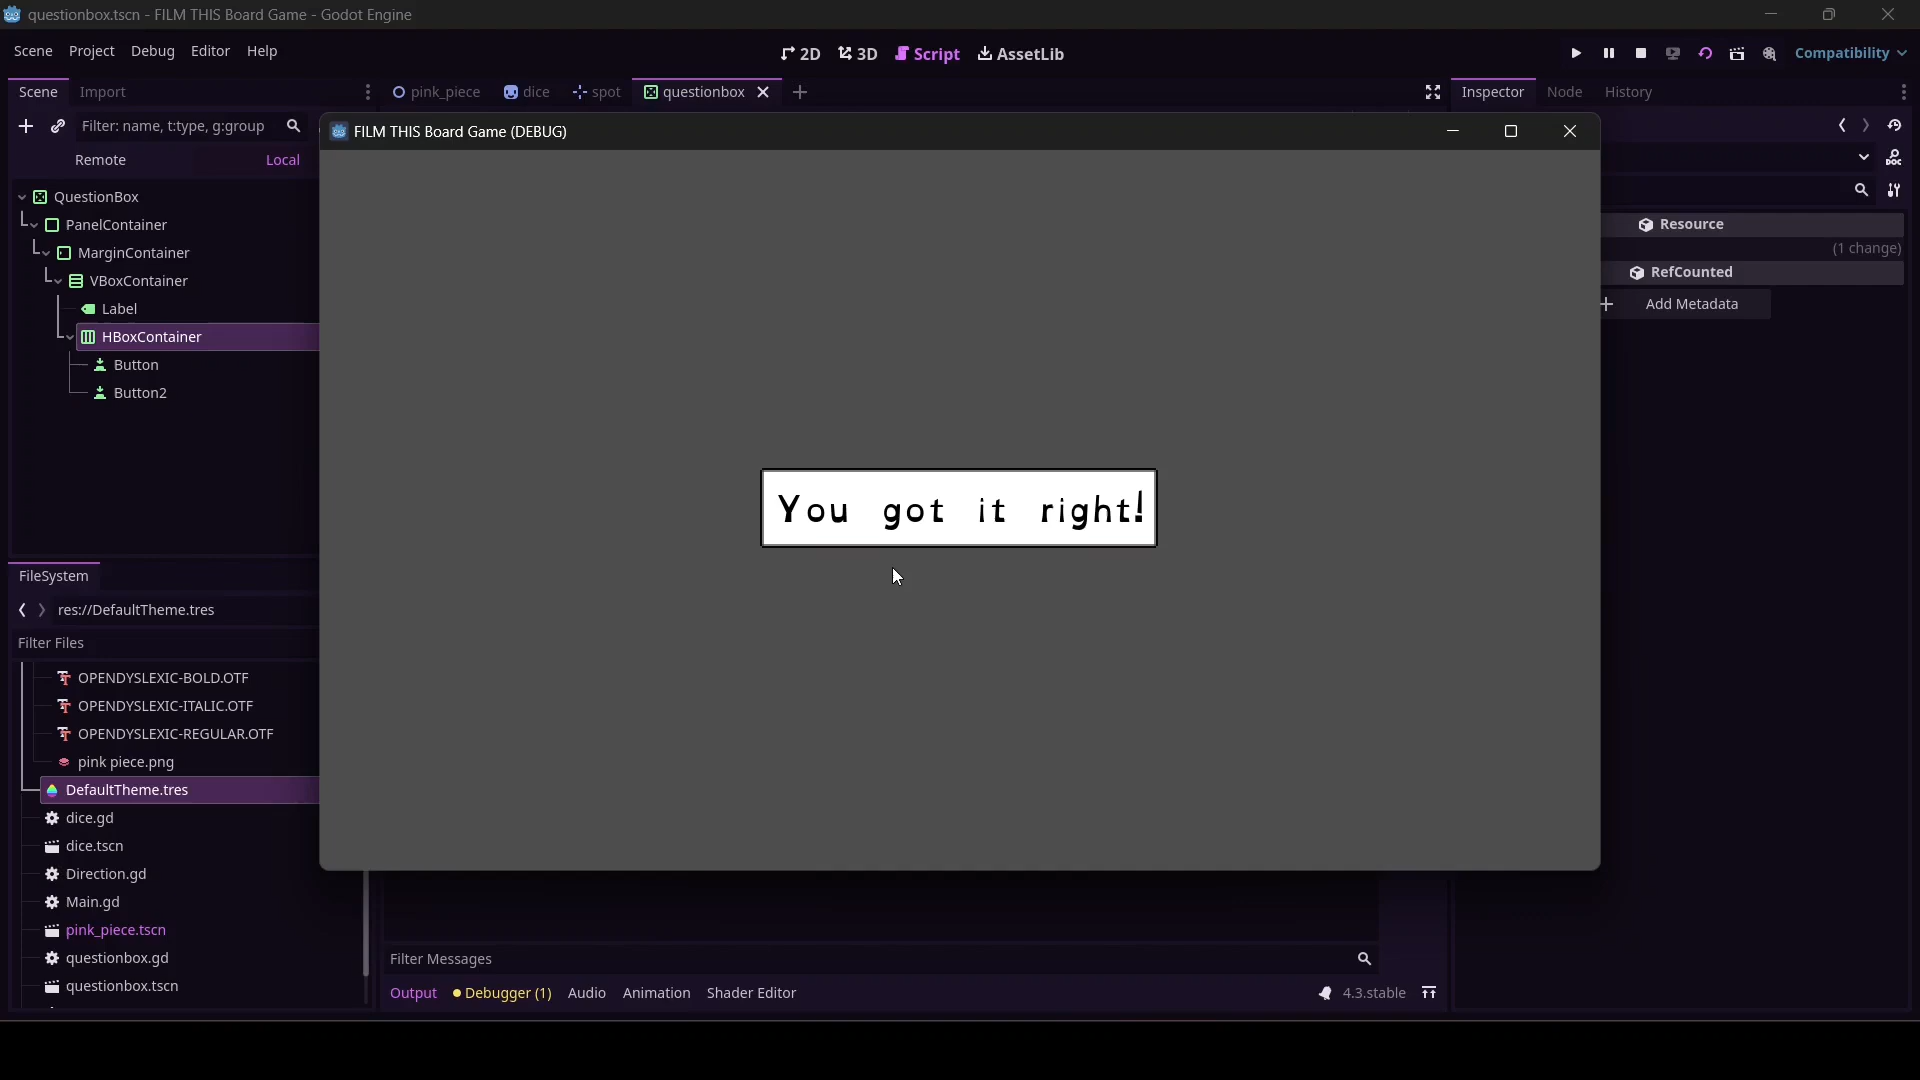 questionbox.tscn - FILM THIS Board Game - Godot Engine
Scene Project Debug Editor Help
2D 3D Script AssetLib
Compatibility
Scene Import
pink_piece dice spot questionbox
Inspector Node History
Filter: name, t:type, g:group
FILM THIS Board Game (DEBUG)
Remote Local
DOC
QuestionBox
PanelContainer
MarginContainer
VBoxContainer
Label
HBoxContainer
Button
Button2
Resource
(1 change)
RefCounted
Add Metadata
You got it right!
FileSystem
res://DefaultTheme.tres
Filter Files
OPENDYSLEXIC-BOLD.OTF
OPENDYSLEXIC-ITALIC.OTF
OPENDYSLEXIC-REGULAR.OTF
pink piece.png
DefaultTheme.tres
dice.gd
dice.tscn
Direction.gd
Main.gd
pink_piece.tscn
questionbox.gd
questionbox.tscn
Filter Messages
Output Debugger (1) Audio Animation Shader Editor
4.3.stable